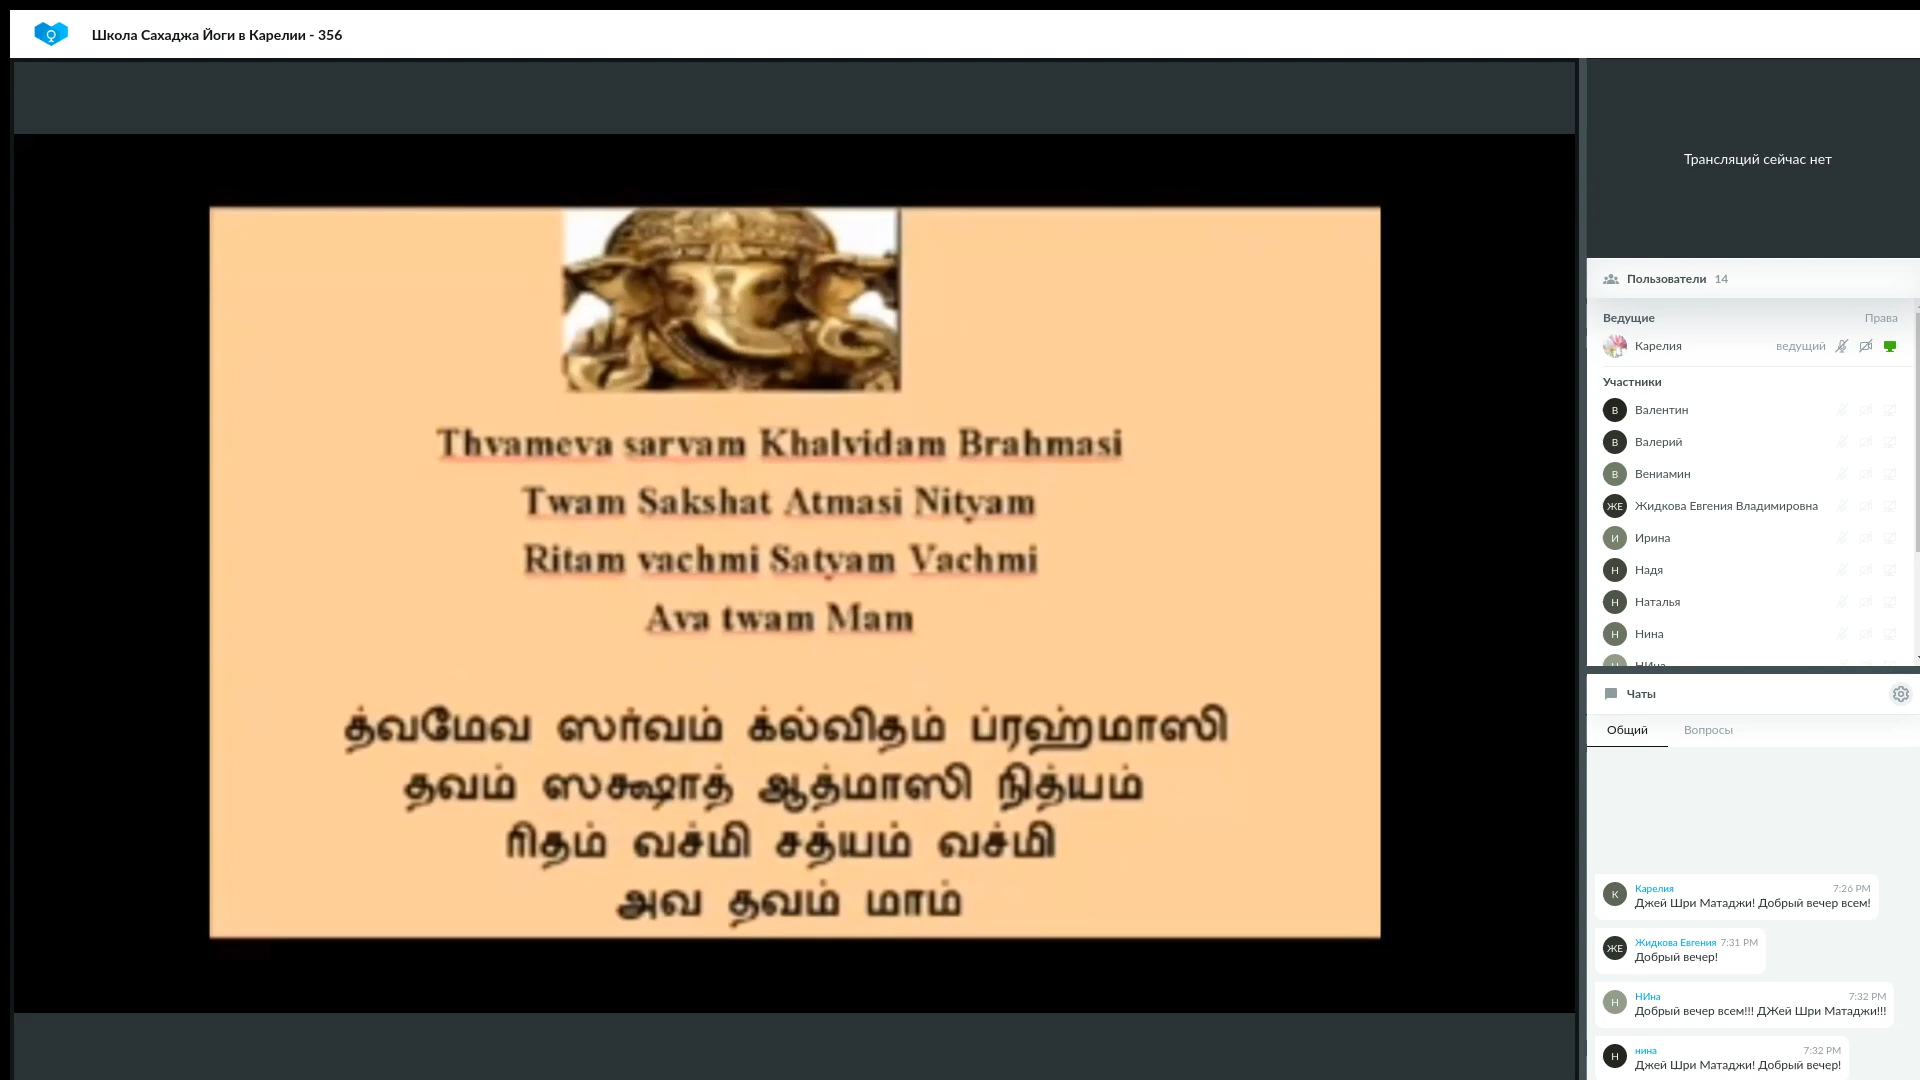 Школа Сахаджа Йоги в Карелии - 356
Thvameva sarvam Khalvidam Brahmasi
Twam Sakshat Atmasi Nityam
Ritam vachmi Satyam Vachmi
Ava twam Mam
த்வமேவ ஸர்வம் க்ல்விதம் ப்ரஹ்மாஸி
தவம் ஸக்ஷாத் ஆத்மாஸி நித்யம்
ரிதம் வச்மி சத்யம் வச்மி
அவ தவம் மாம்
Трансляций сейчас нет
Пользователи 14
Ведущие Права
Карелия ведущий
Участники
В Валентин
В Валерий
В Вениамин
ЖЕ Жидкова Евгения Владимировна
И Ирина
Н Надя
Н Наталья
Н Нина
Н НИна
Чаты
Общий Вопросы
К Карелия 7:26 PM
Джей Шри Матаджи! Добрый вечер всем!
ЖЕ Жидкова Евгения 7:31 PM
Добрый вечер!
Н НИна 7:32 PM
Добрый вечер всем!!! ДЖей Шри Матаджи!!!
Н нина 7:32 PM
Джей Шри Матаджи! Добрый вечер!